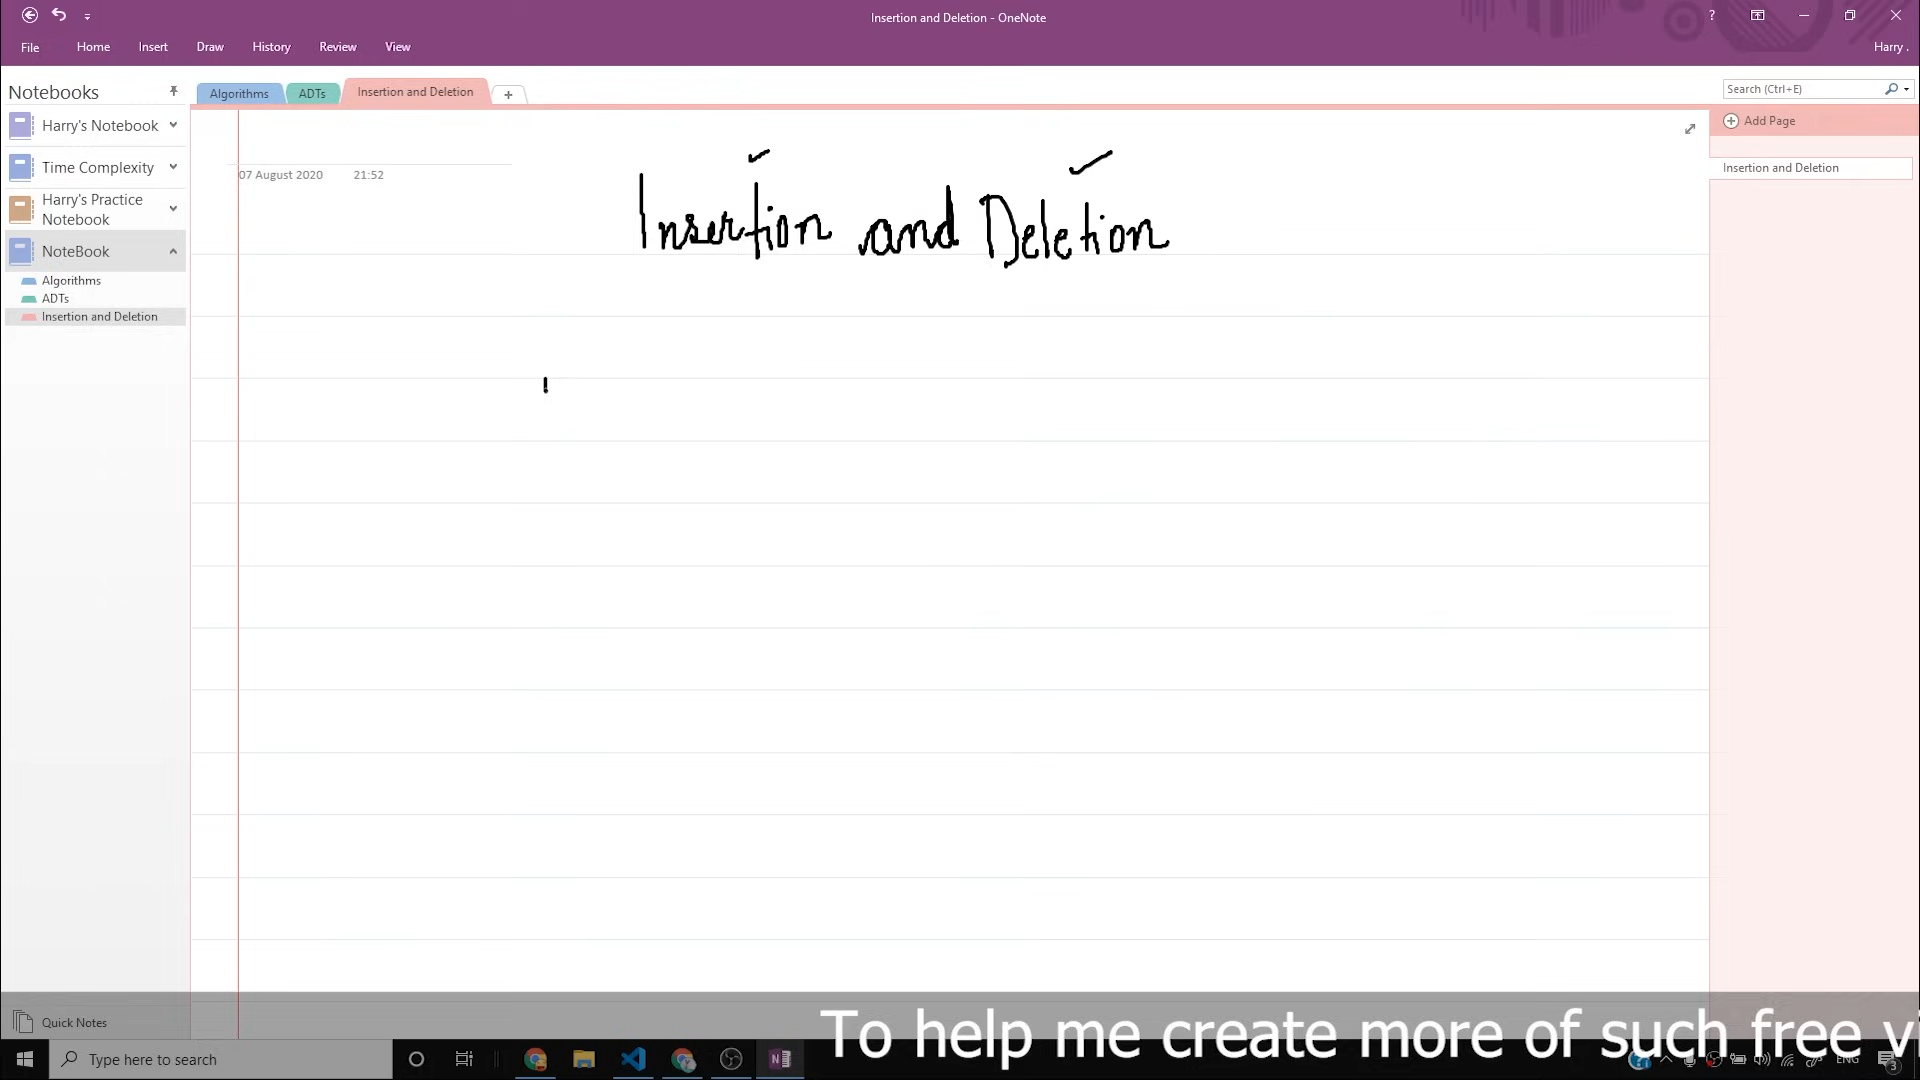 Insertion and Deletion - OneNote
?
File Home Insert Draw History Review View
Harry .
Notebooks
Algorithms ADTs Insertion and Deletion +
Search (Ctrl+E)
Harry's Notebook
Time Complexity
Harry's Practice
Notebook
NoteBook
Algorithms
ADTs
Insertion and Deletion
07 August 2020 21:52
Insertion and Deletion
Add Page
Insertion and Deletion
Quick Notes
To help me create more of such free vi
Type here to search
ENG
3